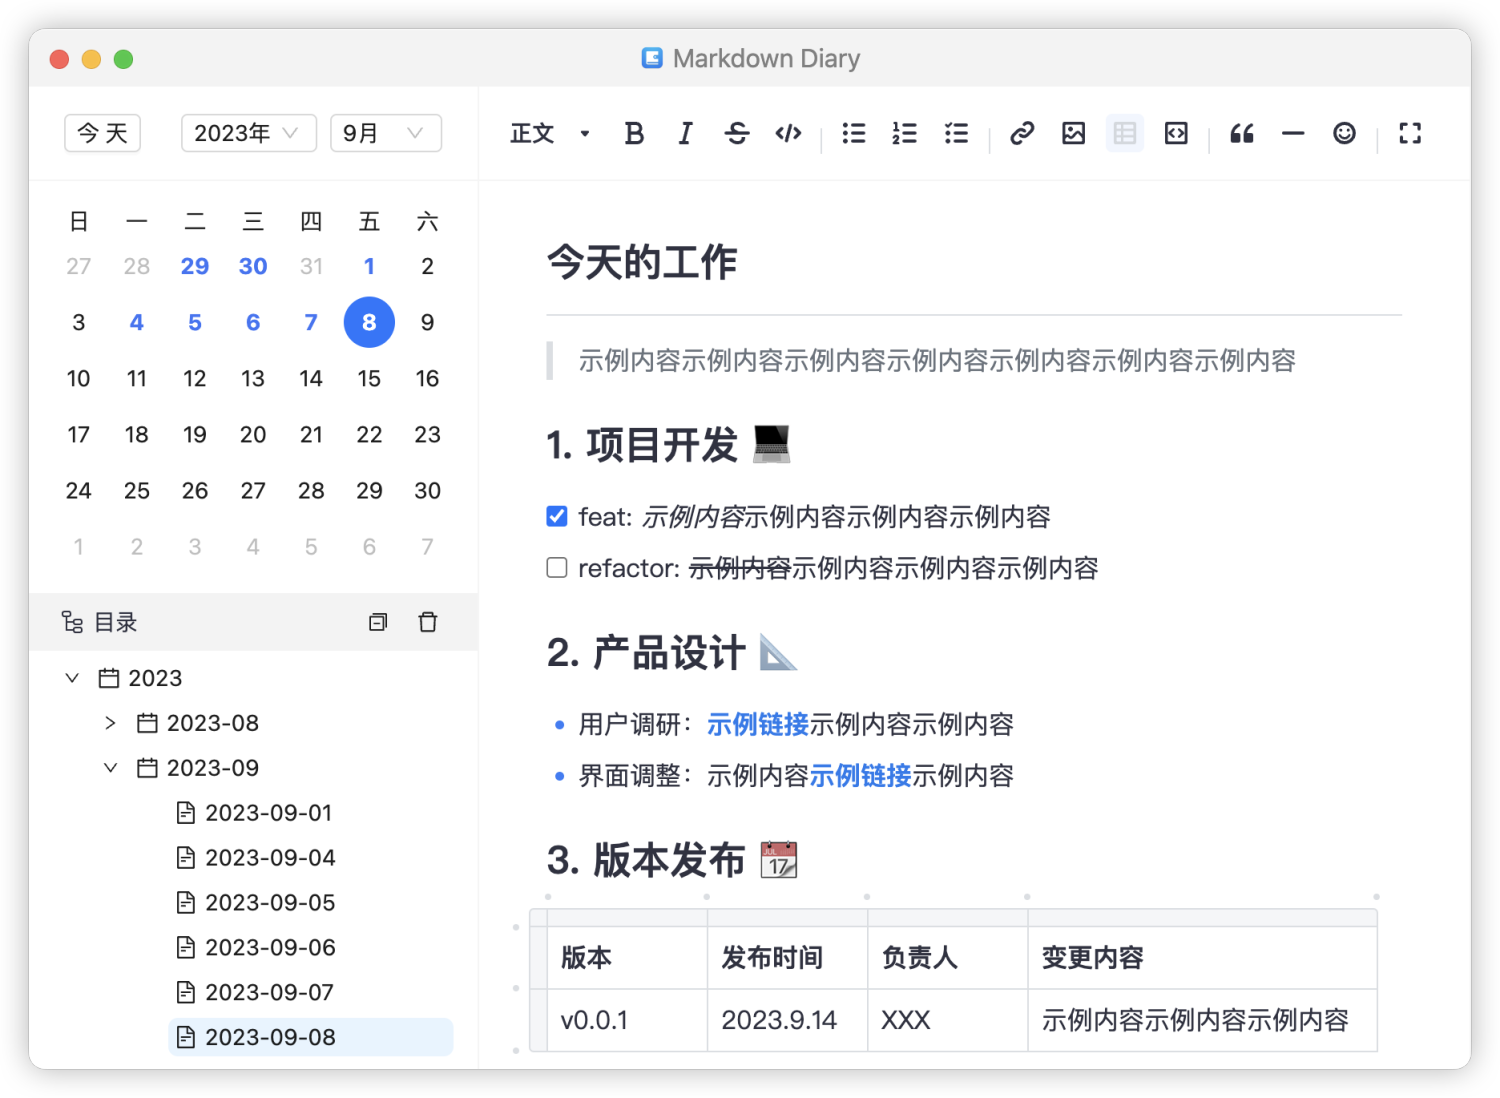 Markdown Diary
今天 2023年 9月
正文
日 一 二 三 四 五 六
27 28 29 30 31 1 2
3 4 5 6 7 8 9
10 11 12 13 14 15 16
17 18 19 20 21 22 23
24 25 26 27 28 29 30
1 2 3 4 5 6 7
目录
2023
2023-08
2023-09
2023-09-01
2023-09-04
2023-09-05
2023-09-06
2023-09-07
2023-09-08
今天的工作
示例内容示例内容示例内容示例内容示例内容示例内容示例内容
1. 项目开发 💻
feat: 示例内容示例内容示例内容示例内容
refactor: 示例内容示例内容示例内容示例内容
2. 产品设计 📐
用户调研：示例链接示例内容示例内容
界面调整：示例内容示例链接示例内容
3. 版本发布 📆
版本 发布时间 负责人 变更内容
v0.0.1 2023.9.14 XXX 示例内容示例内容示例内容